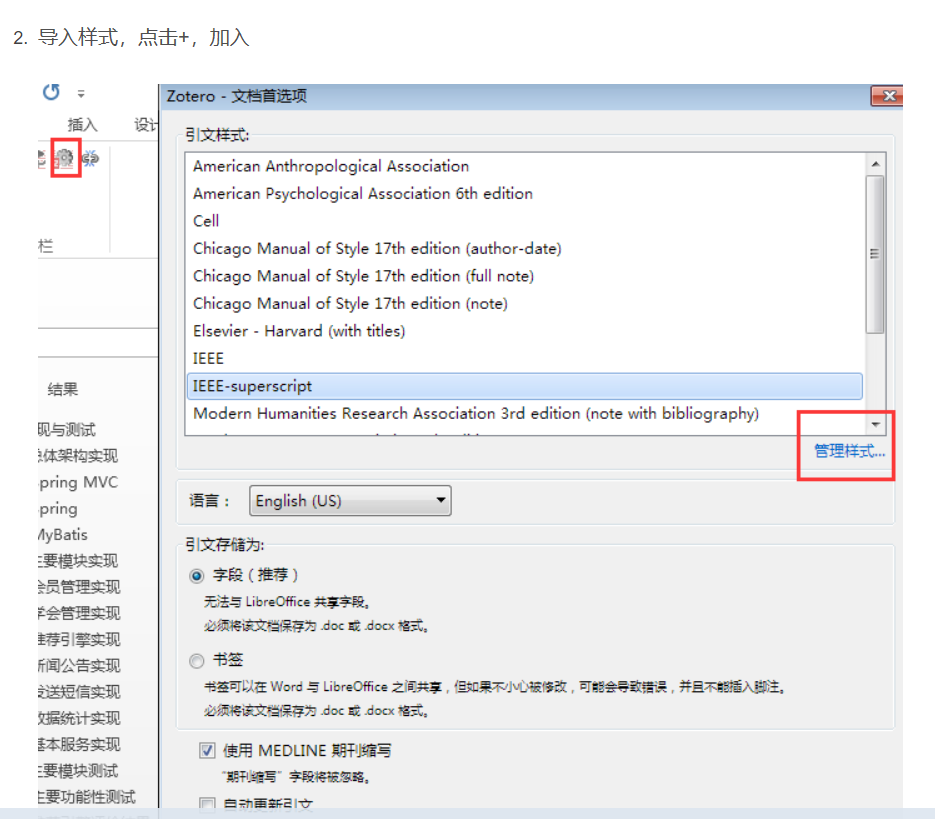 2. 导入样式，点击+，加入
Zotero - 文档首选项
插入 设计
引文样式:
American Anthropological Association
American Psychological Association 6th edition
Cell
Chicago Manual of Style 17th edition (author-date)
Chicago Manual of Style 17th edition (full note)
Chicago Manual of Style 17th edition (note)
Elsevier - Harvard (with titles)
IEEE
IEEE-superscript
Modern Humanities Research Association 3rd edition (note with bibliography)
管理样式...
语言： English (US)
引文存储为:
字段（推荐）
无法与 LibreOffice 共享字段。
必须将该文档保存为 .doc 或 .docx 格式。
书签
书签可以在 Word 与 LibreOffice 之间共享，但如果不小心被修改，可能会导致错误，并且不能插入脚注。
必须将该文档保存为 .doc 或 .docx 格式。
使用 MEDLINE 期刊缩写
“期刊缩写”字段将被忽略。
自动更新引文
栏
结果
现与测试
总体架构实现
pring MVC
pring
MyBatis
主要模块实现
会员管理实现
学会管理实现
推荐引擎实现
新闻公告实现
发送短信实现
数据统计实现
基本服务实现
主要模块测试
主要功能性测试